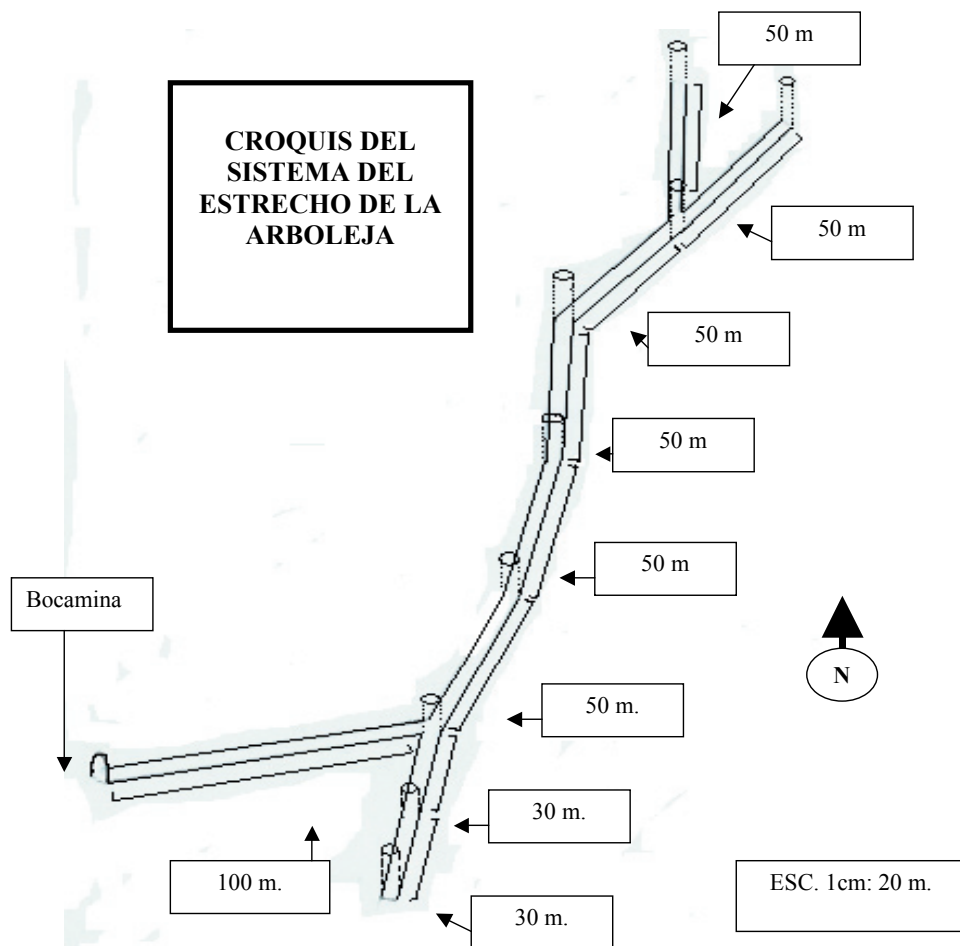 50 m
CROQUIS DEL
SISTEMA DEL
ESTRECHO DE LA
ARBOLEJA
50 m
50 m
50 m
50 m
Bocamina
N
50 m.
30 m.
100 m.
ESC. 1cm: 20 m.
30 m.